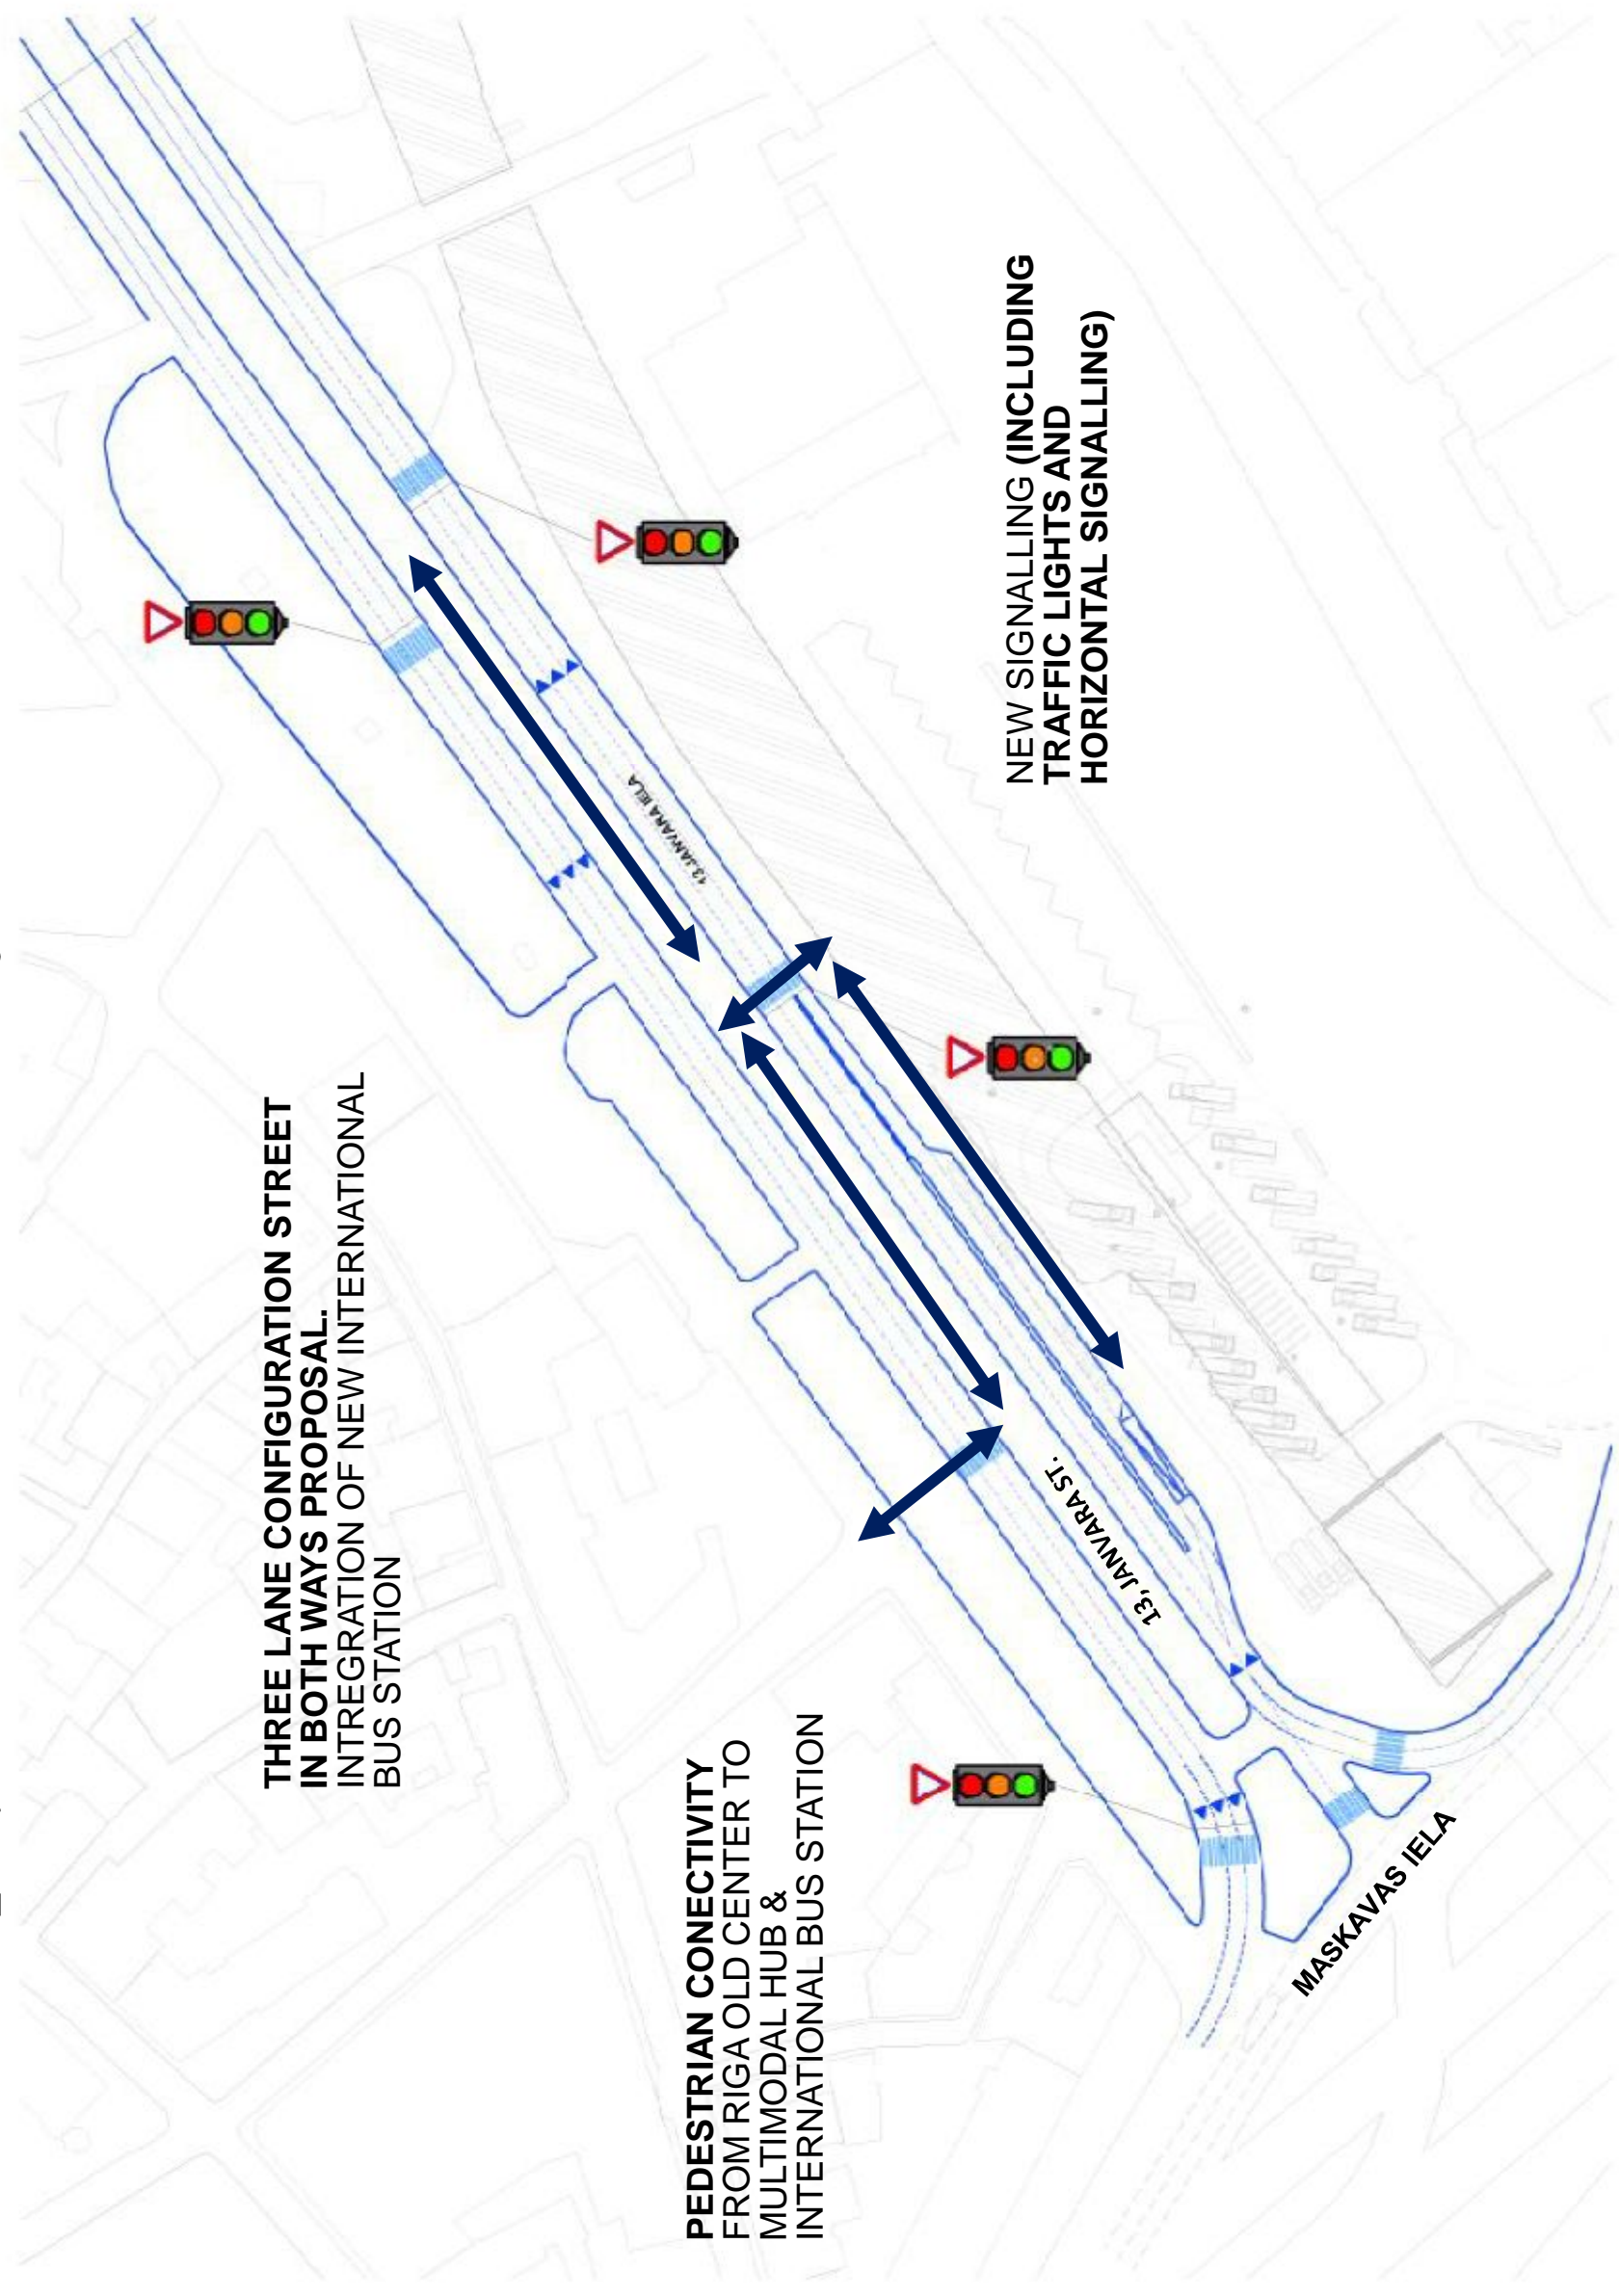 THREE LANE CONFIGURATION STREET
IN BOTH WAYS PROPOSAL.
INTREGRATION OF NEW INTERNATIONAL
BUS STATION
PEDESTRIAN CONECTIVITY
FROM RIGA OLD CENTER TO
MULTIMODAL HUB &
INTERNATIONAL BUS STATION
NEW SIGNALLING (INCLUDING
TRAFFIC LIGHTS AND
HORIZONTAL SIGNALLING)
13.JANVARA IELA
13,JANVARA ST.
MASKAVAS IELA